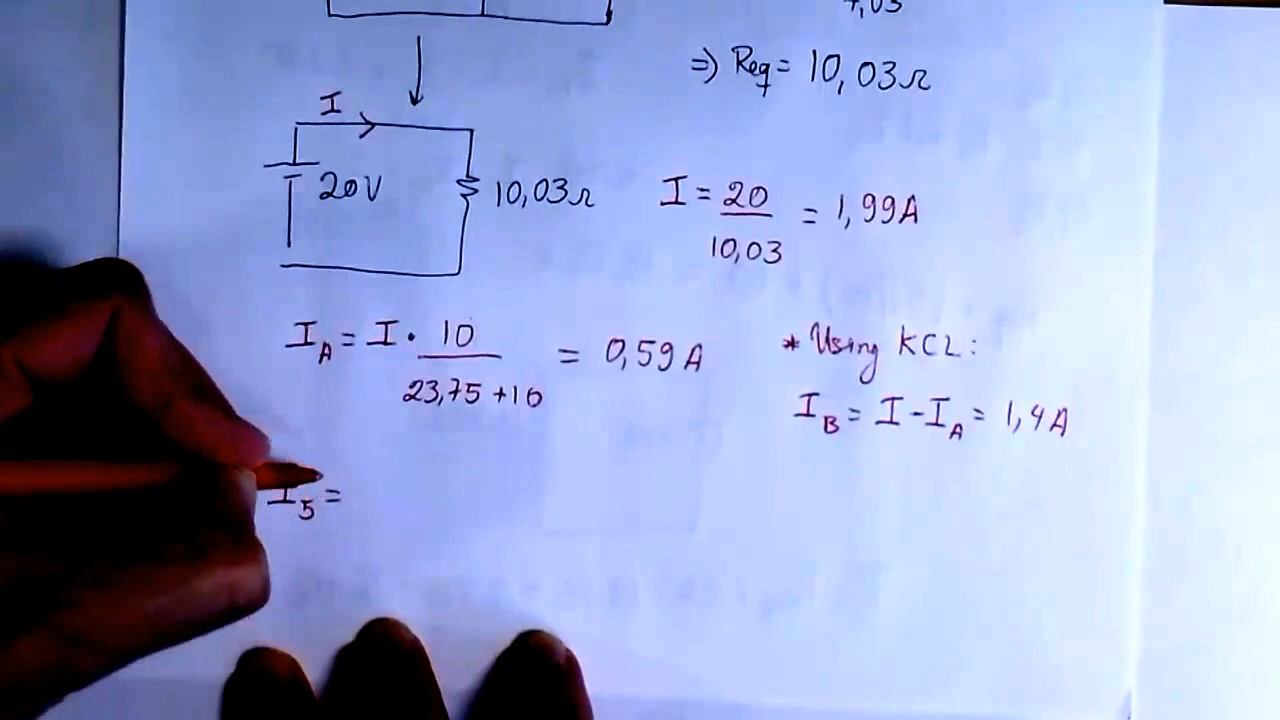 ⇒ Req = 10,03Ω
I
20V
10,03Ω
I = 20/10,03 = 1,99A
I_A = I · 10/(23,75 + 10) = 0,59A
* Using KCL:
I_B = I - I_A = 1,4A
I_5 =